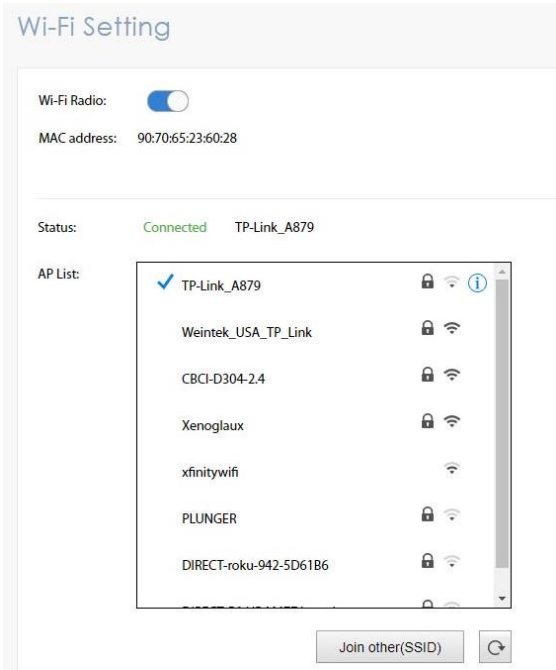 Wi-Fi Setting
Wi-Fi Radio:
MAC address: 90:70:65:23:60:28
Status: Connected TP-Link_A879
AP List:
TP-Link_A879
Weintek_USA_TP_Link
CBCI-D304-2.4
Xenoglaux
xfinitywifi
PLUNGER
DIRECT-roku-942-5D61B6
Join other(SSID)